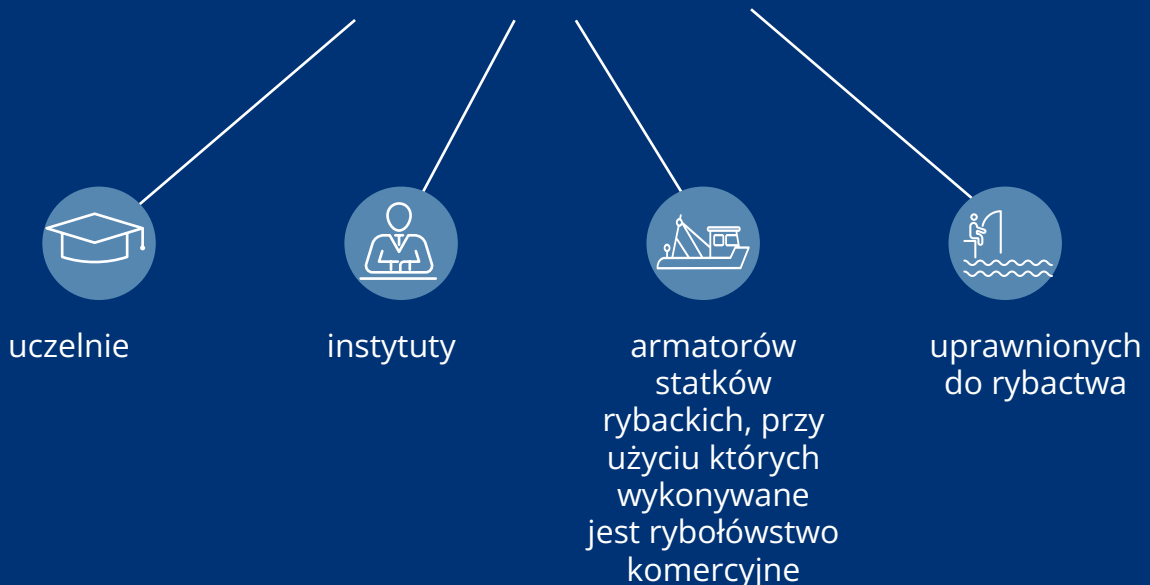 uczelnie
instytuty
armatorów
statków
rybackich, przy
użyciu których
wykonywane
jest rybołówstwo
komercyjne
uprawnionych
do rybactwa